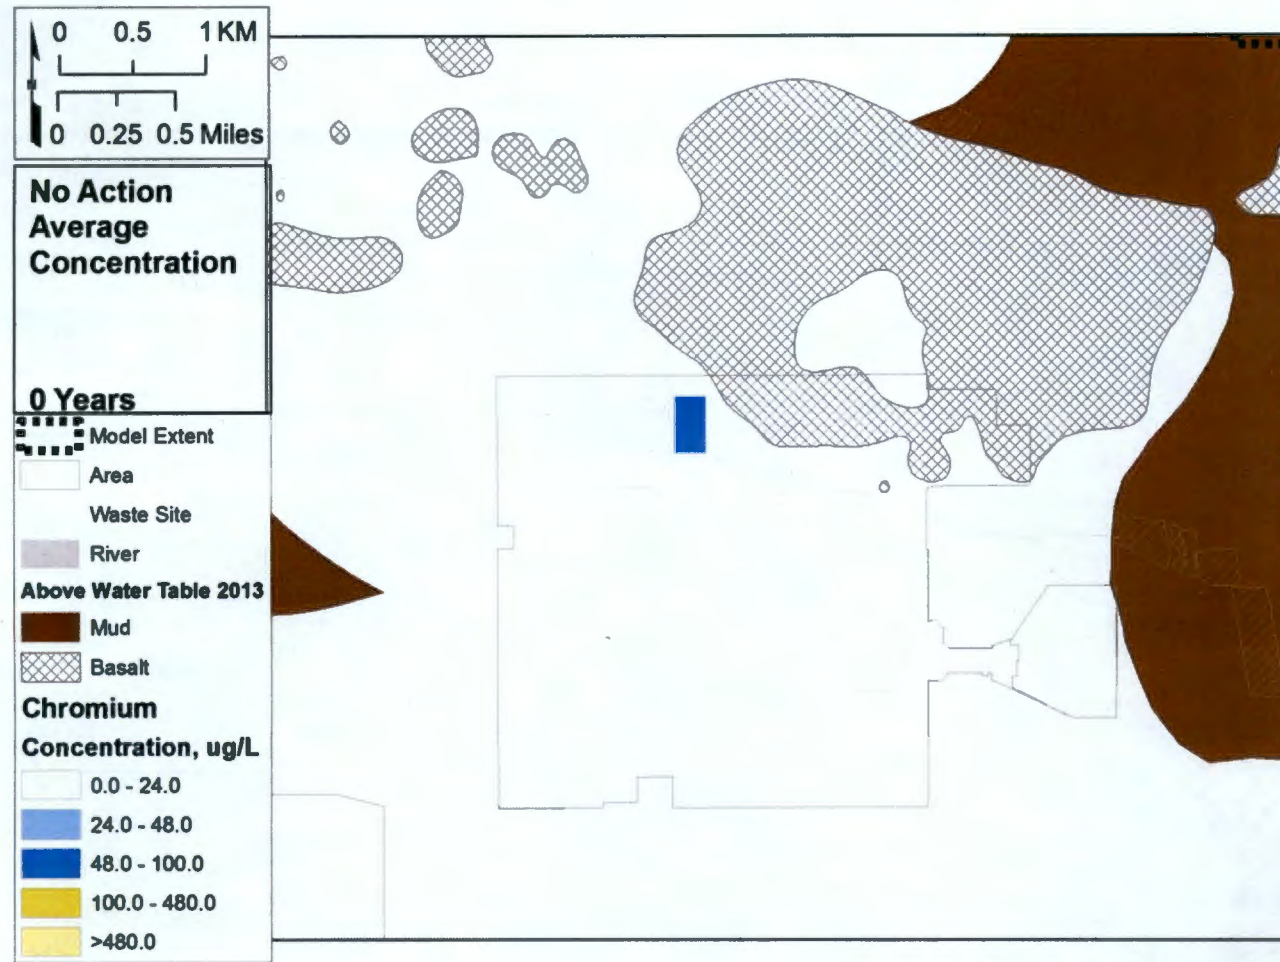 0 0.5 1 KM
0 0.25 0.5 Miles
No Action
Average
Concentration
0 Years
Model Extent
Area
Waste Site
River
Above Water Table 2013
Mud
Basalt
Chromium
Concentration, ug/L
0.0 - 24.0
24.0 - 48.0
48.0 - 100.0
100.0 - 480.0
>480.0